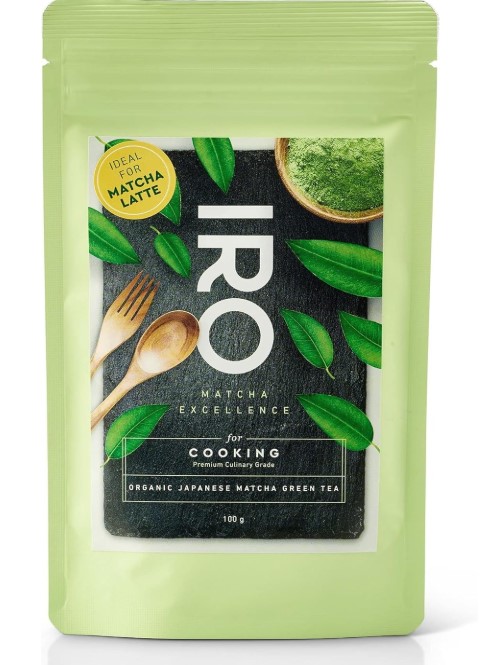 IDEAL
FOR
MATCHA
LATTE
IRO
MATCHA
EXCELLENCE
for
COOKING
Premium Culinary Grade
ORGANIC JAPANESE MATCHA GREEN TEA
100 g